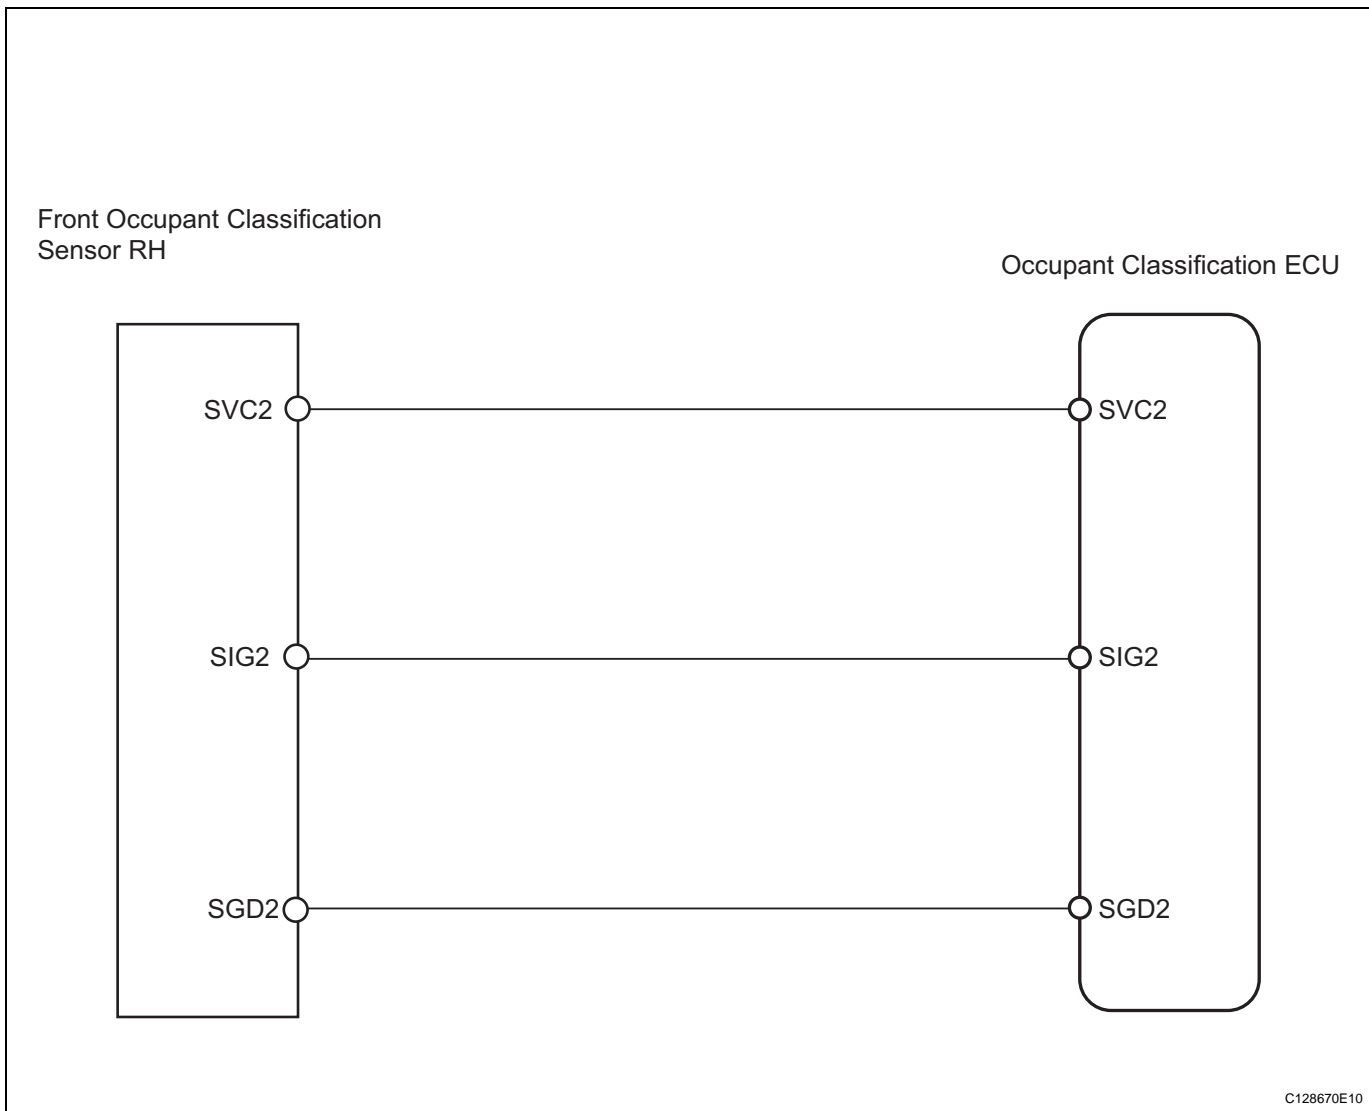 Front Occupant Classification
Sensor RH
Occupant Classification ECU
SVC2
SVC2
SIG2
SIG2
SGD2
SGD2
C128670E10